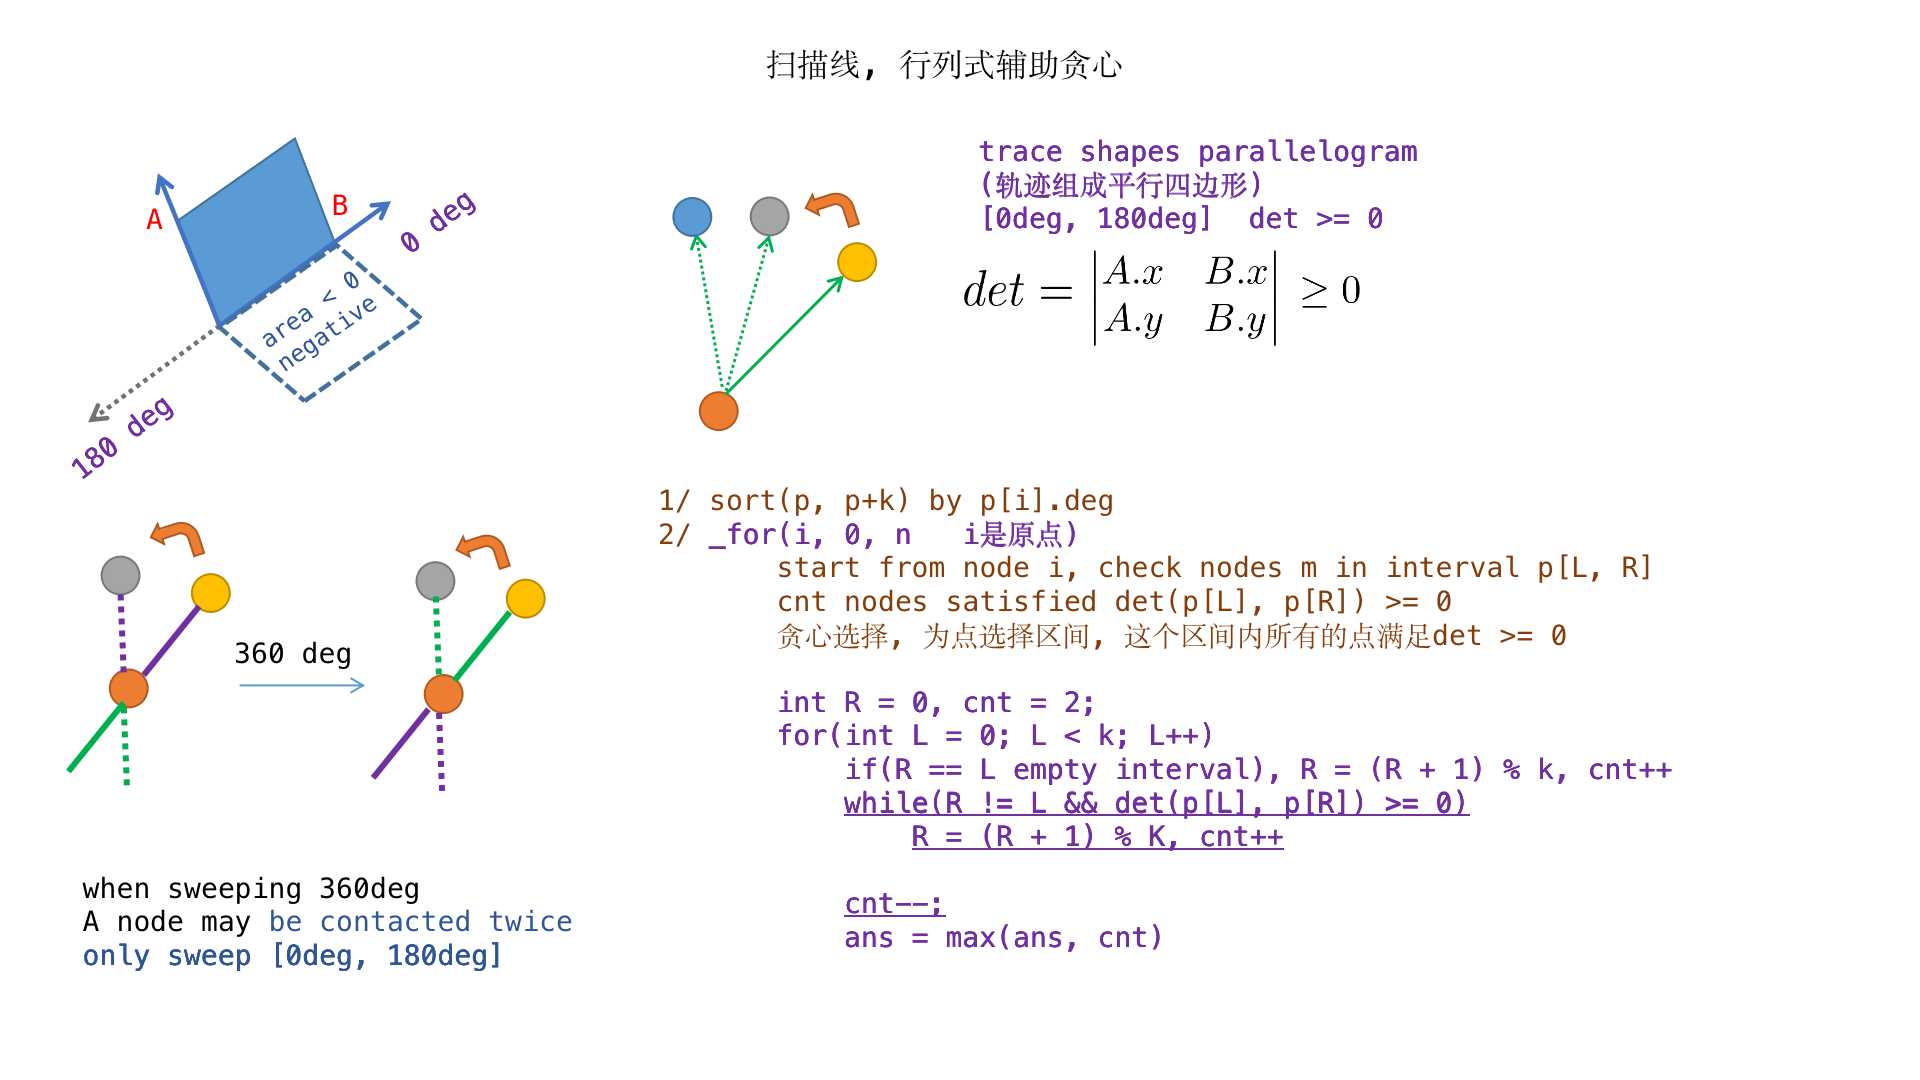 扫描线, 行列式辅助贪心
A
B
0 deg
area < 0
negative
180 deg
trace shapes parallelogram
(轨迹组成平行四边形)
[0deg, 180deg]  det >= 0
det = |A.x B.x| ≥ 0
|A.y B.y|
360 deg
when sweeping 360deg
A node may be contacted twice
only sweep [0deg, 180deg]
1/ sort(p, p+k) by p[i].deg
2/ _for(i, 0, n   i是原点)
start from node i, check nodes m in interval p[L, R]
cnt nodes satisfied det(p[L], p[R]) >= 0
贪心选择, 为点选择区间, 这个区间内所有的点满足det >= 0
int R = 0, cnt = 2;
for(int L = 0; L < k; L++)
if(R == L empty interval), R = (R + 1) % k, cnt++
while(R != L && det(p[L], p[R]) >= 0)
R = (R + 1) % K, cnt++
cnt--;
ans = max(ans, cnt)